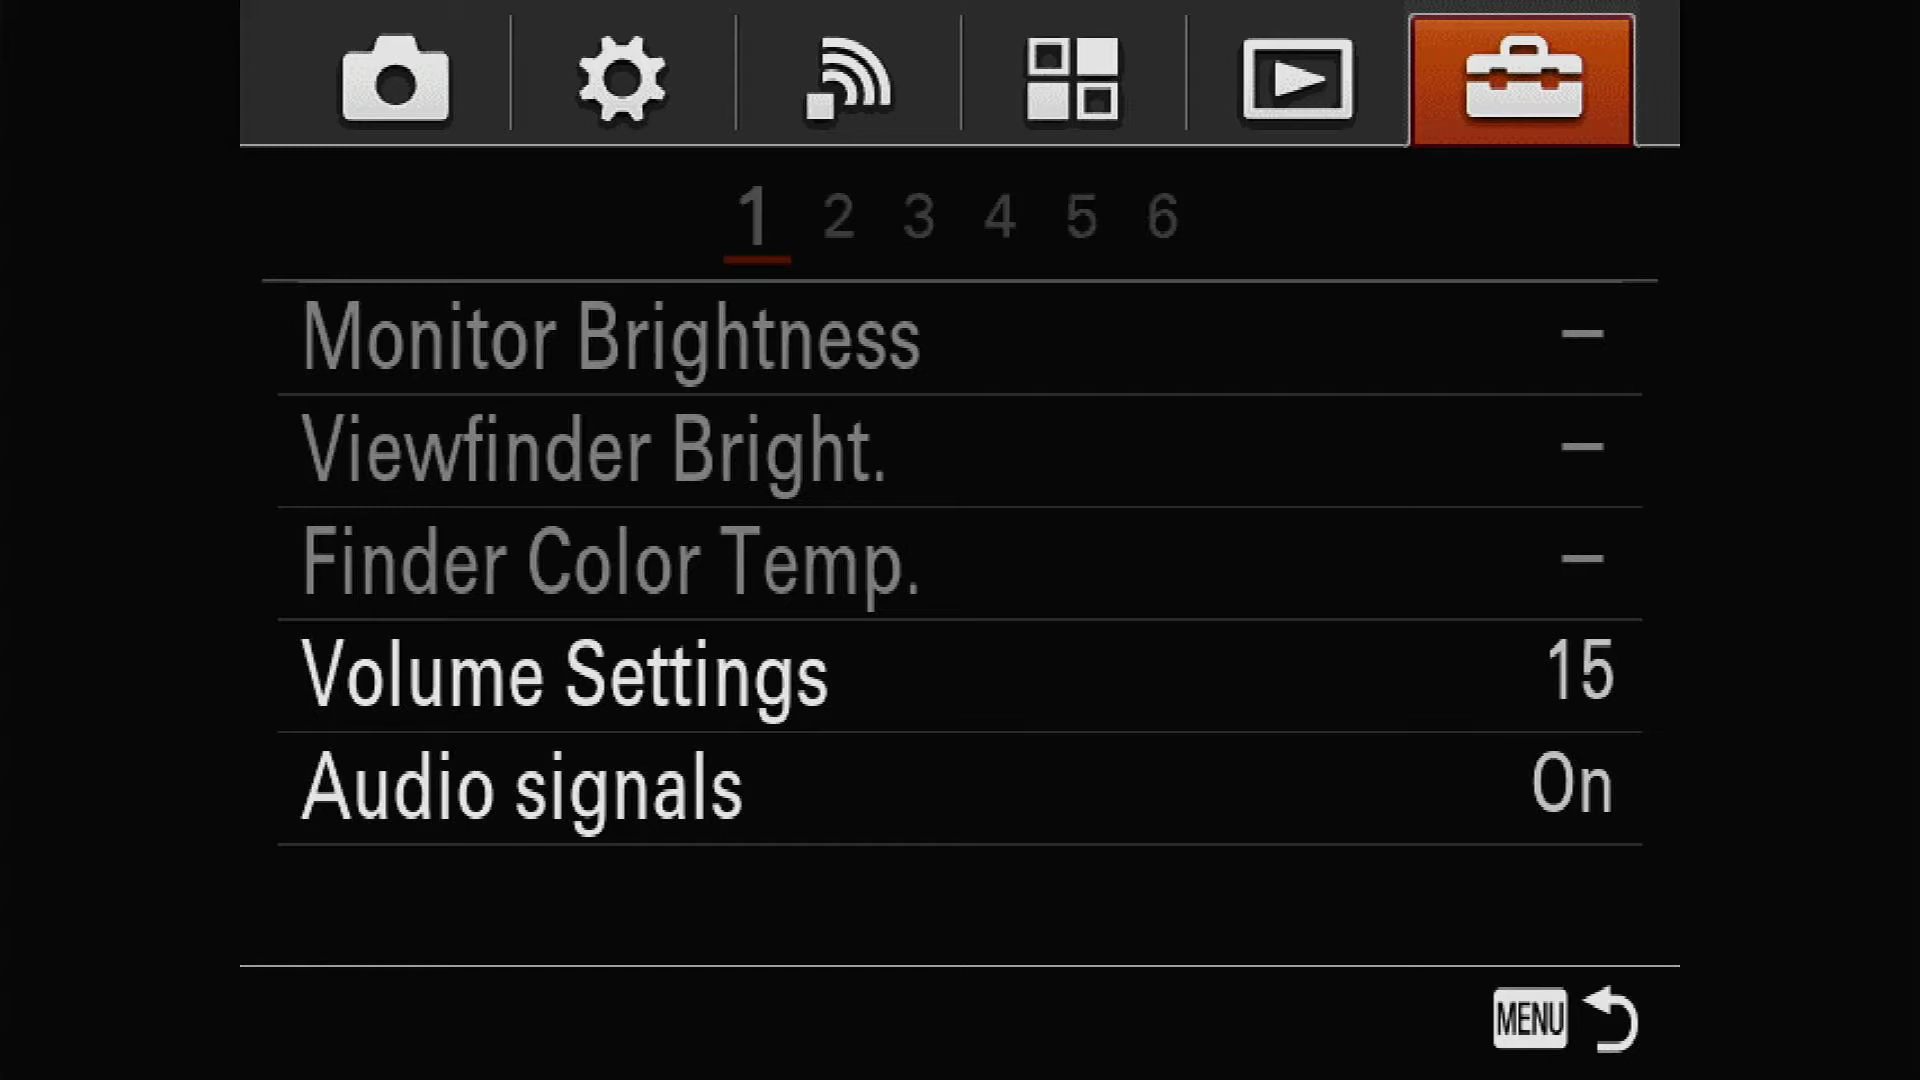 1 2 3 4 5 6
Monitor Brightness –
Viewfinder Bright. –
Finder Color Temp. –
Volume Settings 15
Audio signals On
MENU